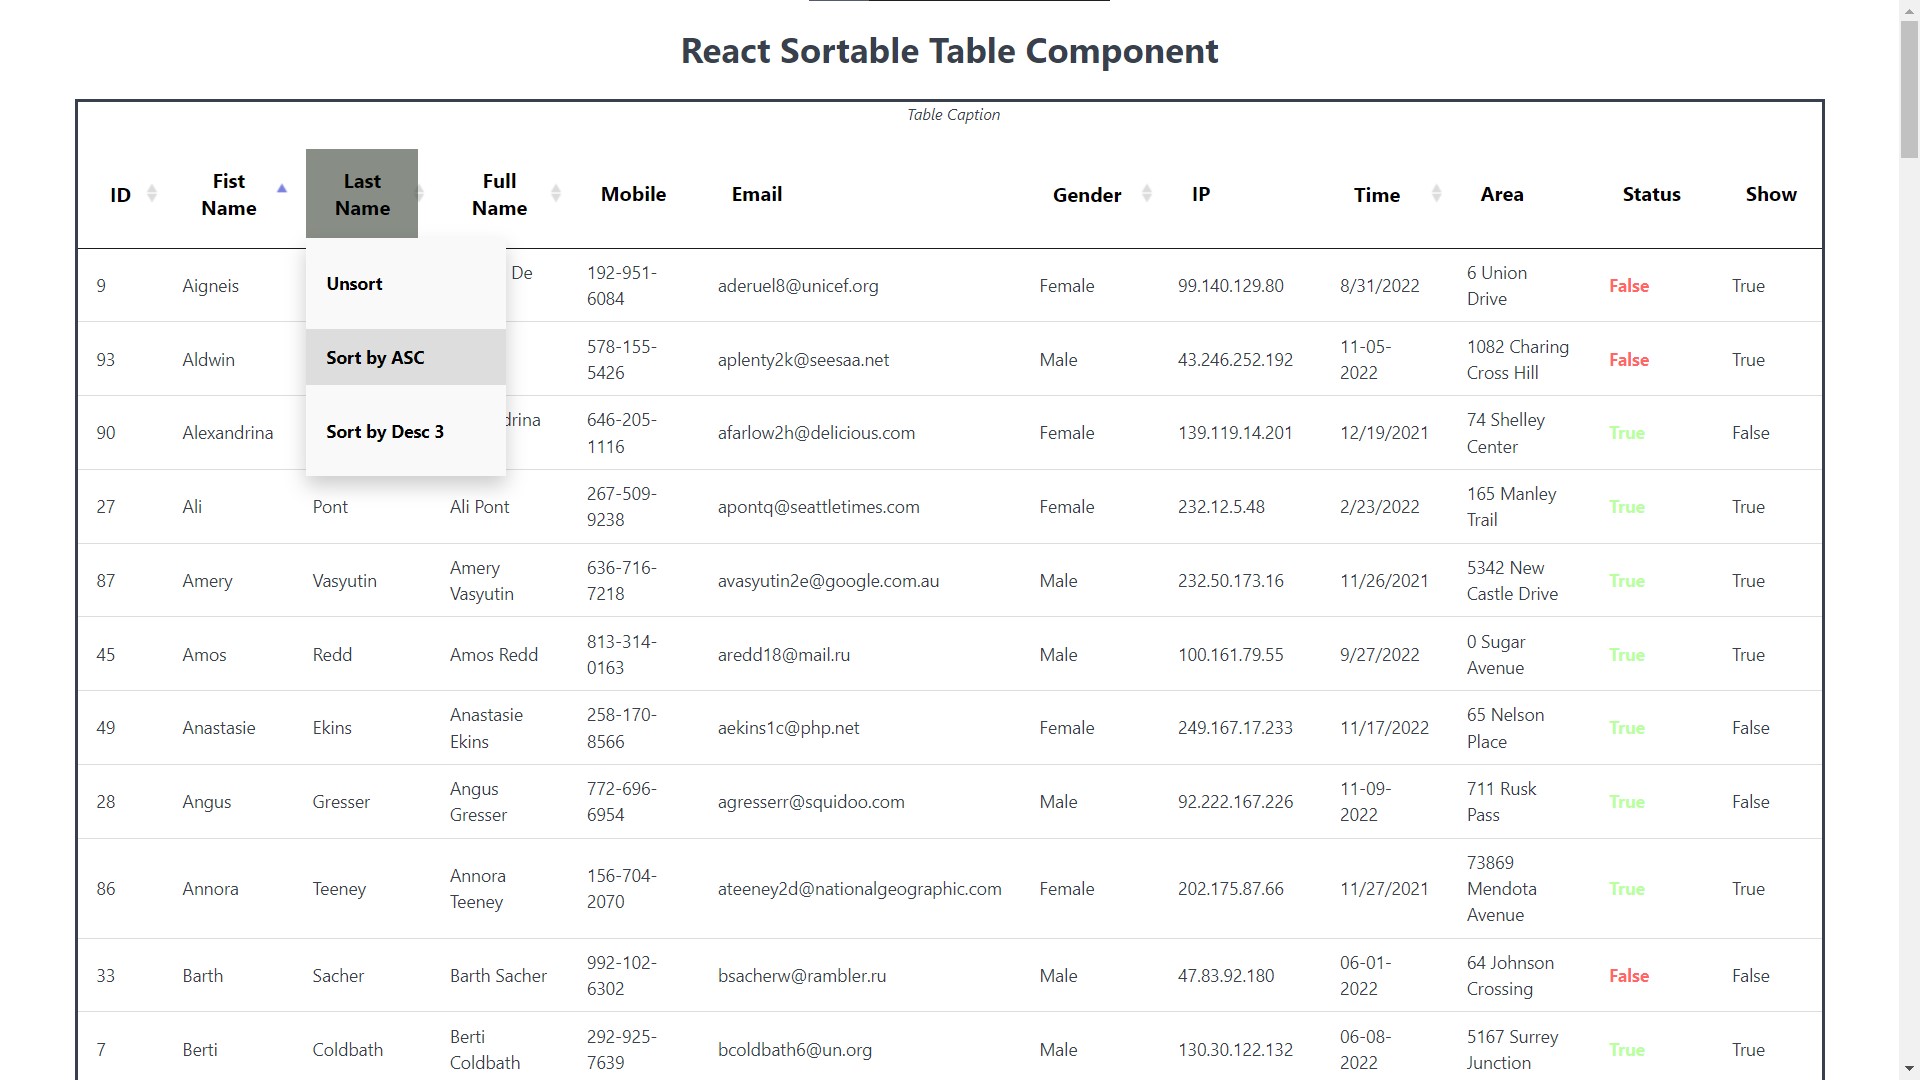 React Sortable Table Component
Table Caption
ID Fist Name Last Name Full Name Mobile Email Gender IP Time Area Status Show
Unsort
Sort by ASC
Sort by Desc 3
9 Aigneis De 192-951-6084 aderuel8@unicef.org Female 99.140.129.80 8/31/2022 6 Union Drive False True
93 Aldwin 578-155-5426 aplenty2k@seesaa.net Male 43.246.252.192 11-05-2022 1082 Charing Cross Hill False True
90 Alexandrina drina 646-205-1116 afarlow2h@delicious.com Female 139.119.14.201 12/19/2021 74 Shelley Center True False
27 Ali Pont Ali Pont 267-509-9238 apontq@seattletimes.com Female 232.12.5.48 2/23/2022 165 Manley Trail True True
87 Amery Vasyutin Amery Vasyutin 636-716-7218 avasyutin2e@google.com.au Male 232.50.173.16 11/26/2021 5342 New Castle Drive True True
45 Amos Redd Amos Redd 813-314-0163 aredd18@mail.ru Male 100.161.79.55 9/27/2022 0 Sugar Avenue True True
49 Anastasie Ekins Anastasie Ekins 258-170-8566 aekins1c@php.net Female 249.167.17.233 11/17/2022 65 Nelson Place True False
28 Angus Gresser Angus Gresser 772-696-6954 agresserr@squidoo.com Male 92.222.167.226 11-09-2022 711 Rusk Pass True False
86 Annora Teeney Annora Teeney 156-704-2070 ateeney2d@nationalgeographic.com Female 202.175.87.66 11/27/2021 73869 Mendota Avenue True True
33 Barth Sacher Barth Sacher 992-102-6302 bsacherw@rambler.ru Male 47.83.92.180 06-01-2022 64 Johnson Crossing False False
7 Berti Coldbath Berti Coldbath 292-925-7639 bcoldbath6@un.org Male 130.30.122.132 06-08-2022 5167 Surrey Junction True True